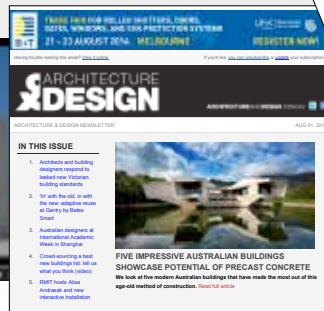 TRADE FAIR FOR ROLLER SHUTTERS, DOORS,
GATES, WINDOWS, AND SUN PROTECTION SYSTEMS
21 - 23 AUGUST 2014 MELBOURNE
REGISTER NOW!
Having trouble reading this email? View it online.
If you'd like, you can unsubscribe or update your subscription
ARCHITECTURE
&DESIGN
ARCHITECTURE & DESIGN NEWSLETTER
AUG 01, 201
IN THIS ISSUE
1. Architects and building
designers respond to
leaked new Victorian
building standards
2. 'In' with the old, in with
the new: adaptive reuse
at Gantry by Bates
Smart
3. Australian designers at
International Academic
Week in Shanghai
4. Crowd-sourcing a best
new buildings list: tell us
what you think (video)
5. RMIT hosts Alisa
Andrasek and new
interactive installation
FIVE IMPRESSIVE AUSTRALIAN BUILDINGS
SHOWCASE POTENTIAL OF PRECAST CONCRETE
We look at five modern Australian buildings that have made the most out of this
age-old method of construction. Read full article